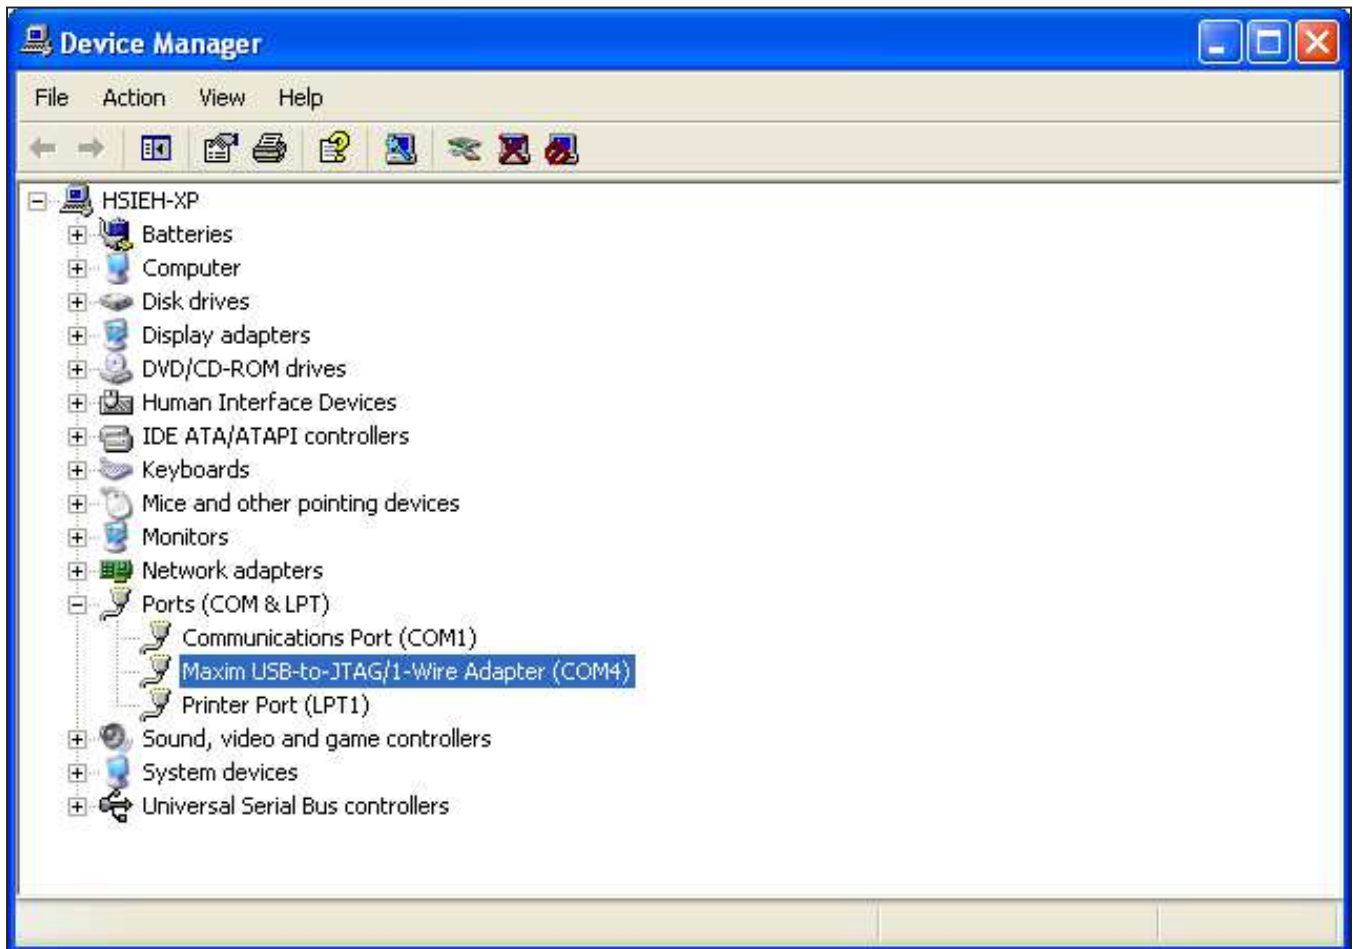 Device Manager
File Action View Help
HSIEH-XP
Batteries
Computer
Disk drives
Display adapters
DVD/CD-ROM drives
Human Interface Devices
IDE ATA/ATAPI controllers
Keyboards
Mice and other pointing devices
Monitors
Network adapters
Ports (COM & LPT)
Communications Port (COM1)
Maxim USB-to-JTAG/1-Wire Adapter (COM4)
Printer Port (LPT1)
Sound, video and game controllers
System devices
Universal Serial Bus controllers